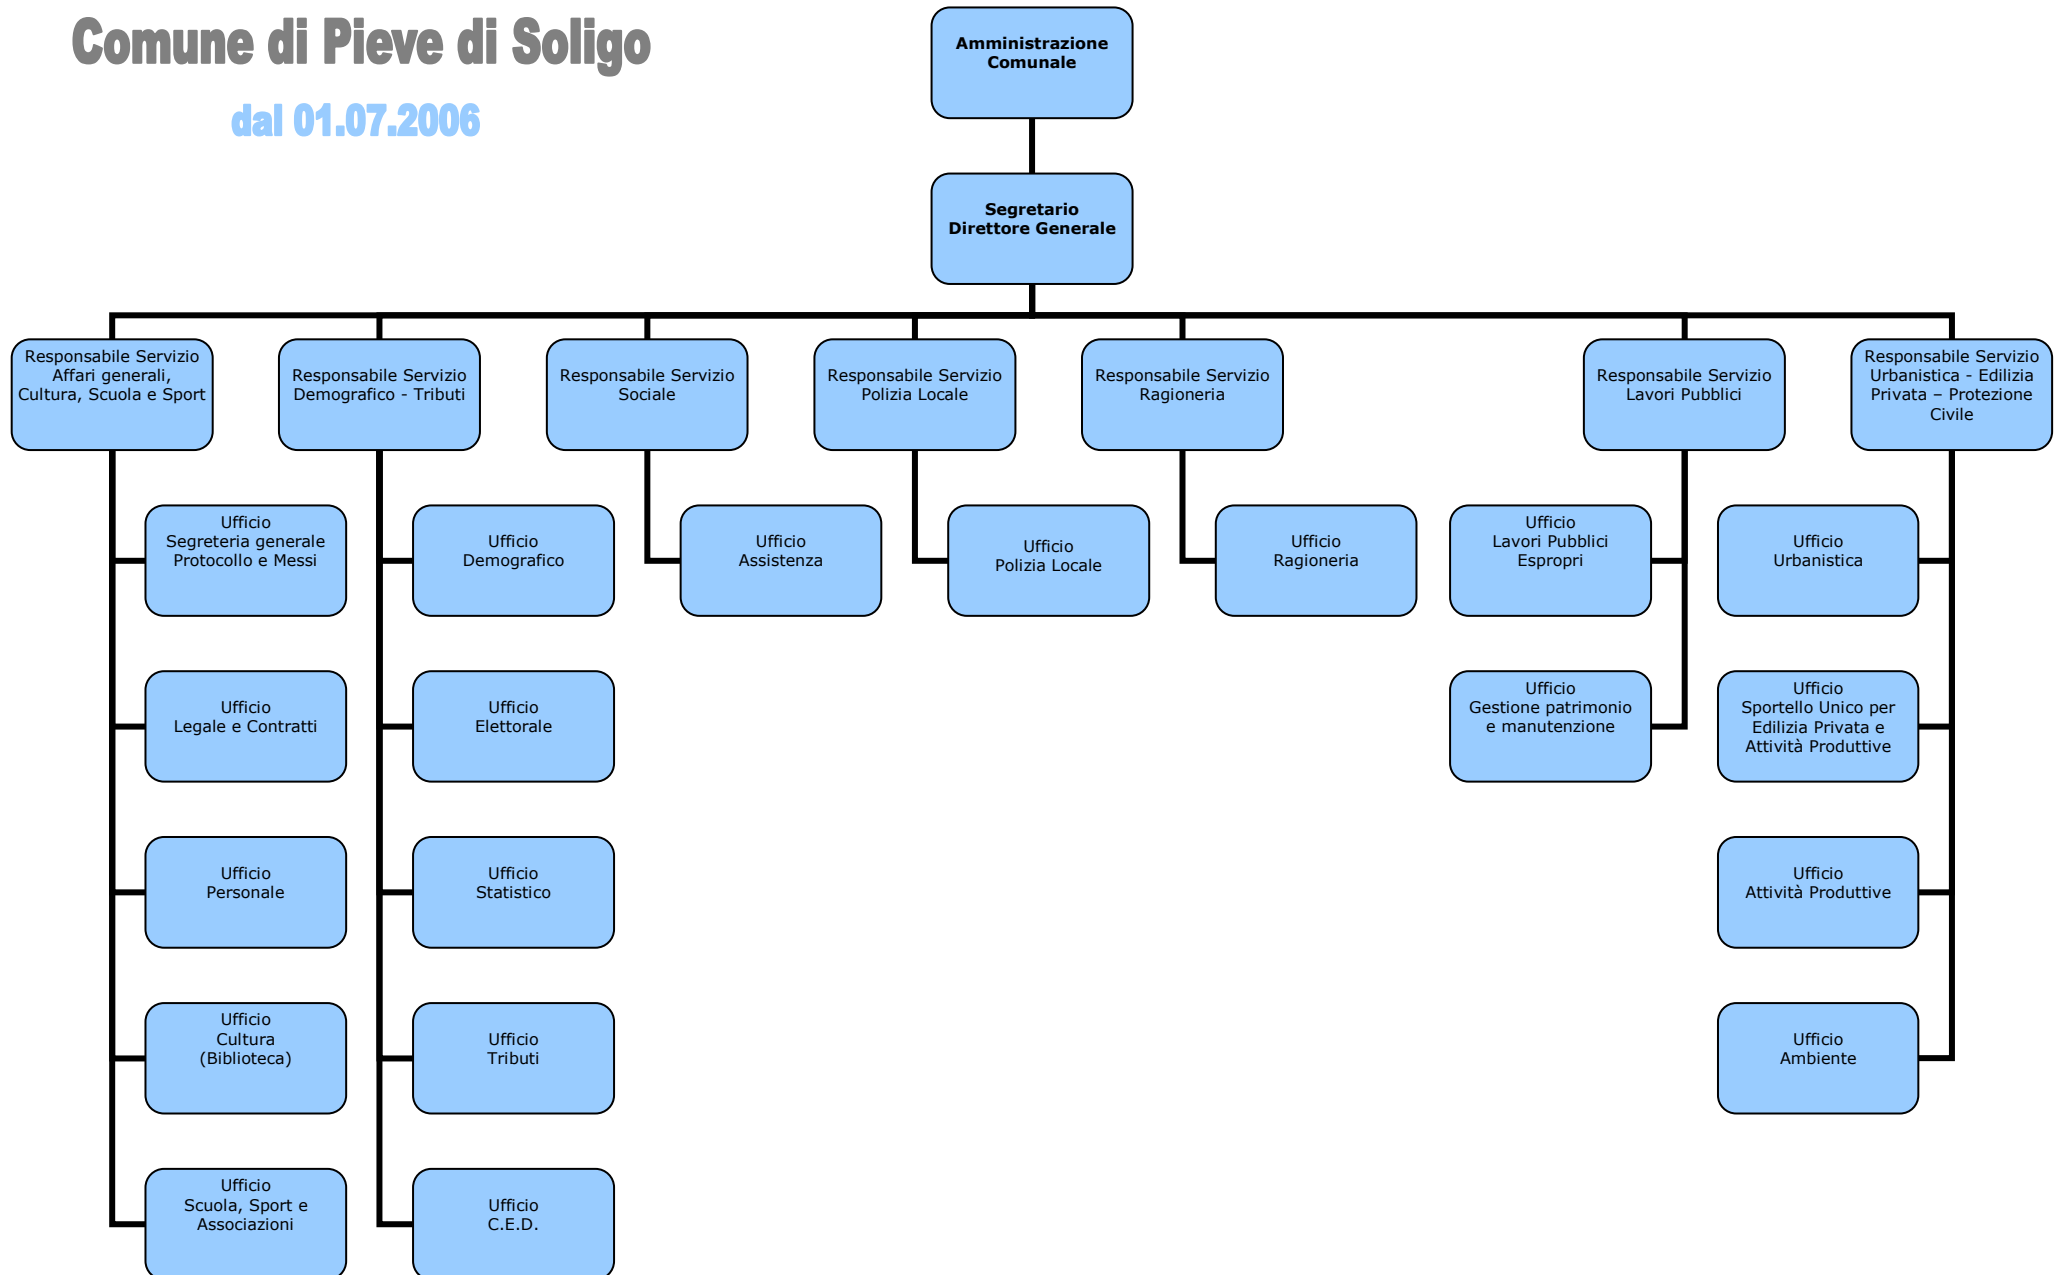 Comune di Pieve di Soligo
dal 01.07.2006
Amministrazione
Comunale
Segretario
Direttore Generale
Responsabile Servizio
Affari generali,
Cultura, Scuola e Sport
Responsabile Servizio
Demografico - Tributi
Responsabile Servizio
Sociale
Responsabile Servizio
Polizia Locale
Responsabile Servizio
Ragioneria
Responsabile Servizio
Lavori Pubblici
Responsabile Servizio
Urbanistica - Edilizia
Privata – Protezione
Civile
Ufficio
Segreteria generale
Protocollo e Messi
Ufficio
Demografico
Ufficio
Assistenza
Ufficio
Polizia Locale
Ufficio
Ragioneria
Ufficio
Lavori Pubblici
Espropri
Ufficio
Urbanistica
Ufficio
Legale e Contratti
Ufficio
Elettorale
Ufficio
Gestione patrimonio
e manutenzione
Ufficio
Sportello Unico per
Edilizia Privata e
Attività Produttive
Ufficio
Personale
Ufficio
Statistico
Ufficio
Attività Produttive
Ufficio
Cultura
(Biblioteca)
Ufficio
Tributi
Ufficio
Ambiente
Ufficio
Scuola, Sport e
Associazioni
Ufficio
C.E.D.